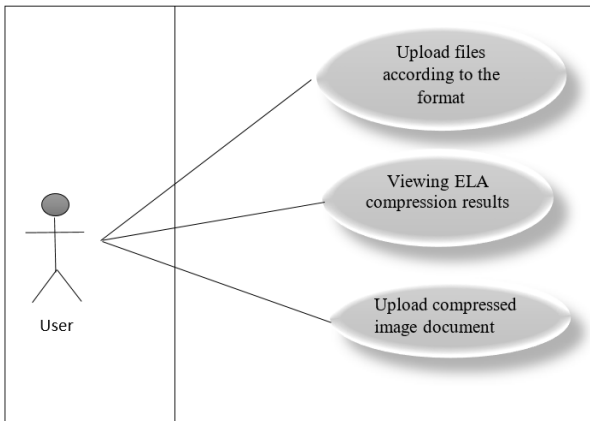 Upload files
according to the
format
Viewing ELA
compression results
Upload compressed
image document
User